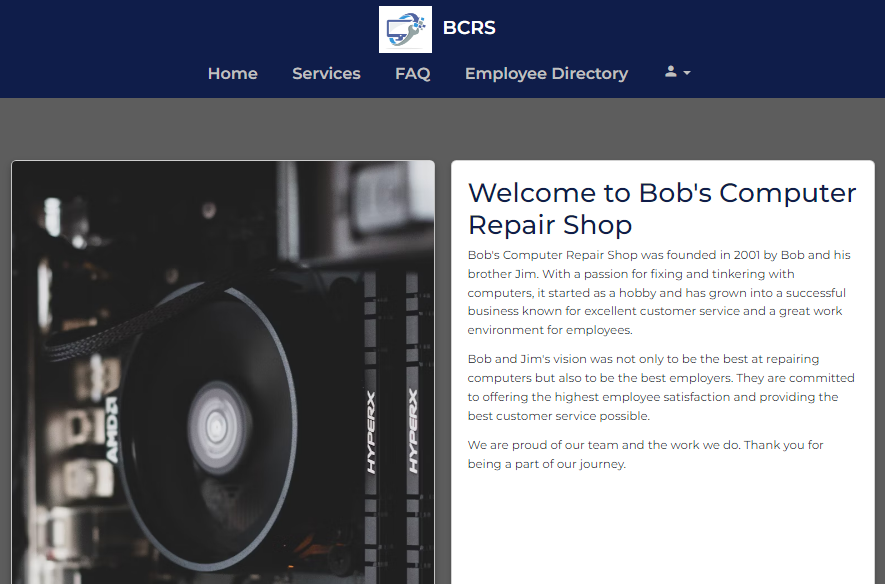 BCRS
Home Services FAQ Employee Directory
Welcome to Bob's Computer
Repair Shop
Bob's Computer Repair Shop was founded in 2001 by Bob and his
brother Jim. With a passion for fixing and tinkering with
computers, it started as a hobby and has grown into a successful
business known for excellent customer service and a great work
environment for employees.
Bob and Jim's vision was not only to be the best at repairing
computers but also to be the best employers. They are committed
to offering the highest employee satisfaction and providing the
best customer service possible.
We are proud of our team and the work we do. Thank you for
being a part of our journey.
AMD
HYPERX
HYPERX